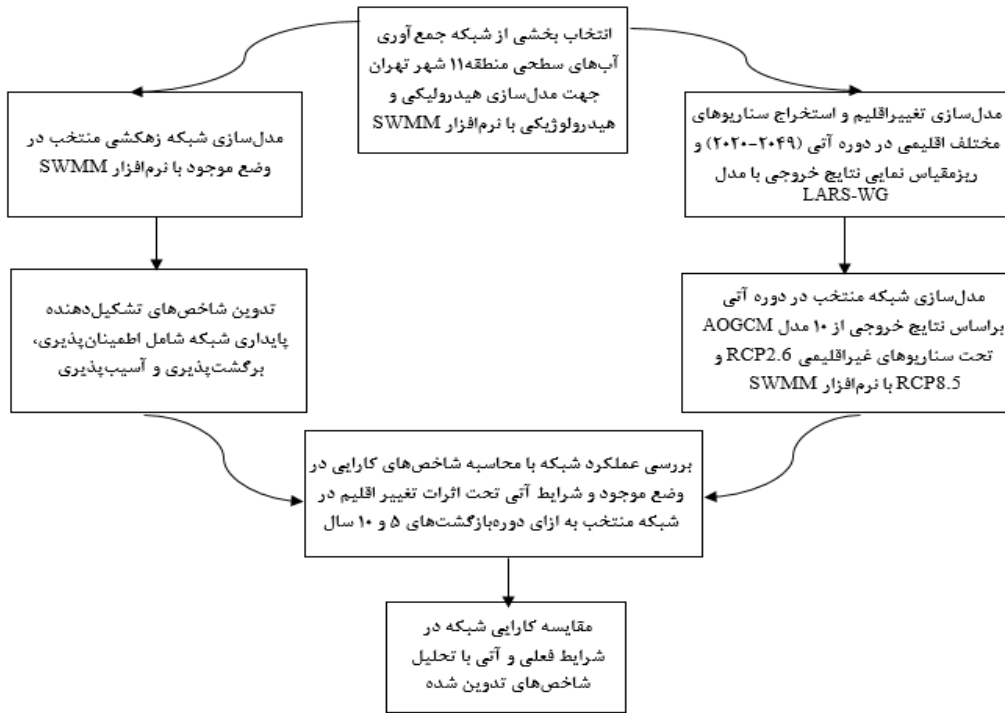 انتخاب بخشی از شبکه جمع‌آوری
آب‌های سطحی منطقه۱۱ شهر تهران
جهت مدل‌سازی هیدرولیکی و
هیدرولوژیکی با نرم‌افزار SWMM
مدل‌سازی تغییراقلیم و استخراج سناریوهای
مختلف اقلیمی در دوره آتی (۲۰۴۹-۲۰۲۰) و
ریزمقیاس نمایی نتایج خروجی با مدل
LARS-WG
مدل‌سازی شبکه زهکشی منتخب در
وضع موجود با نرم‌افزار SWMM
مدل‌سازی شبکه منتخب در دوره آتی
براساس نتایج خروجی از ۱۰ مدل AOGCM
تحت سناریوهای غیراقلیمی RCP2.6 و
RCP8.5 با نرم‌افزار SWMM
تدوین شاخص‌های تشکیل‌دهنده
پایداری شبکه شامل اطمینان‌پذیری،
برگشت‌پذیری و آسیب‌پذیری
بررسی عملکرد شبکه با محاسبه شاخص‌های کارایی در
وضع موجود و شرایط آتی تحت اثرات تغییر اقلیم در
شبکه منتخب به ازای دوره‌بازگشت‌های ۵ و ۱۰ سال
مقایسه کارایی شبکه در
شرایط فعلی و آتی با تحلیل
شاخص‌های تدوین شده